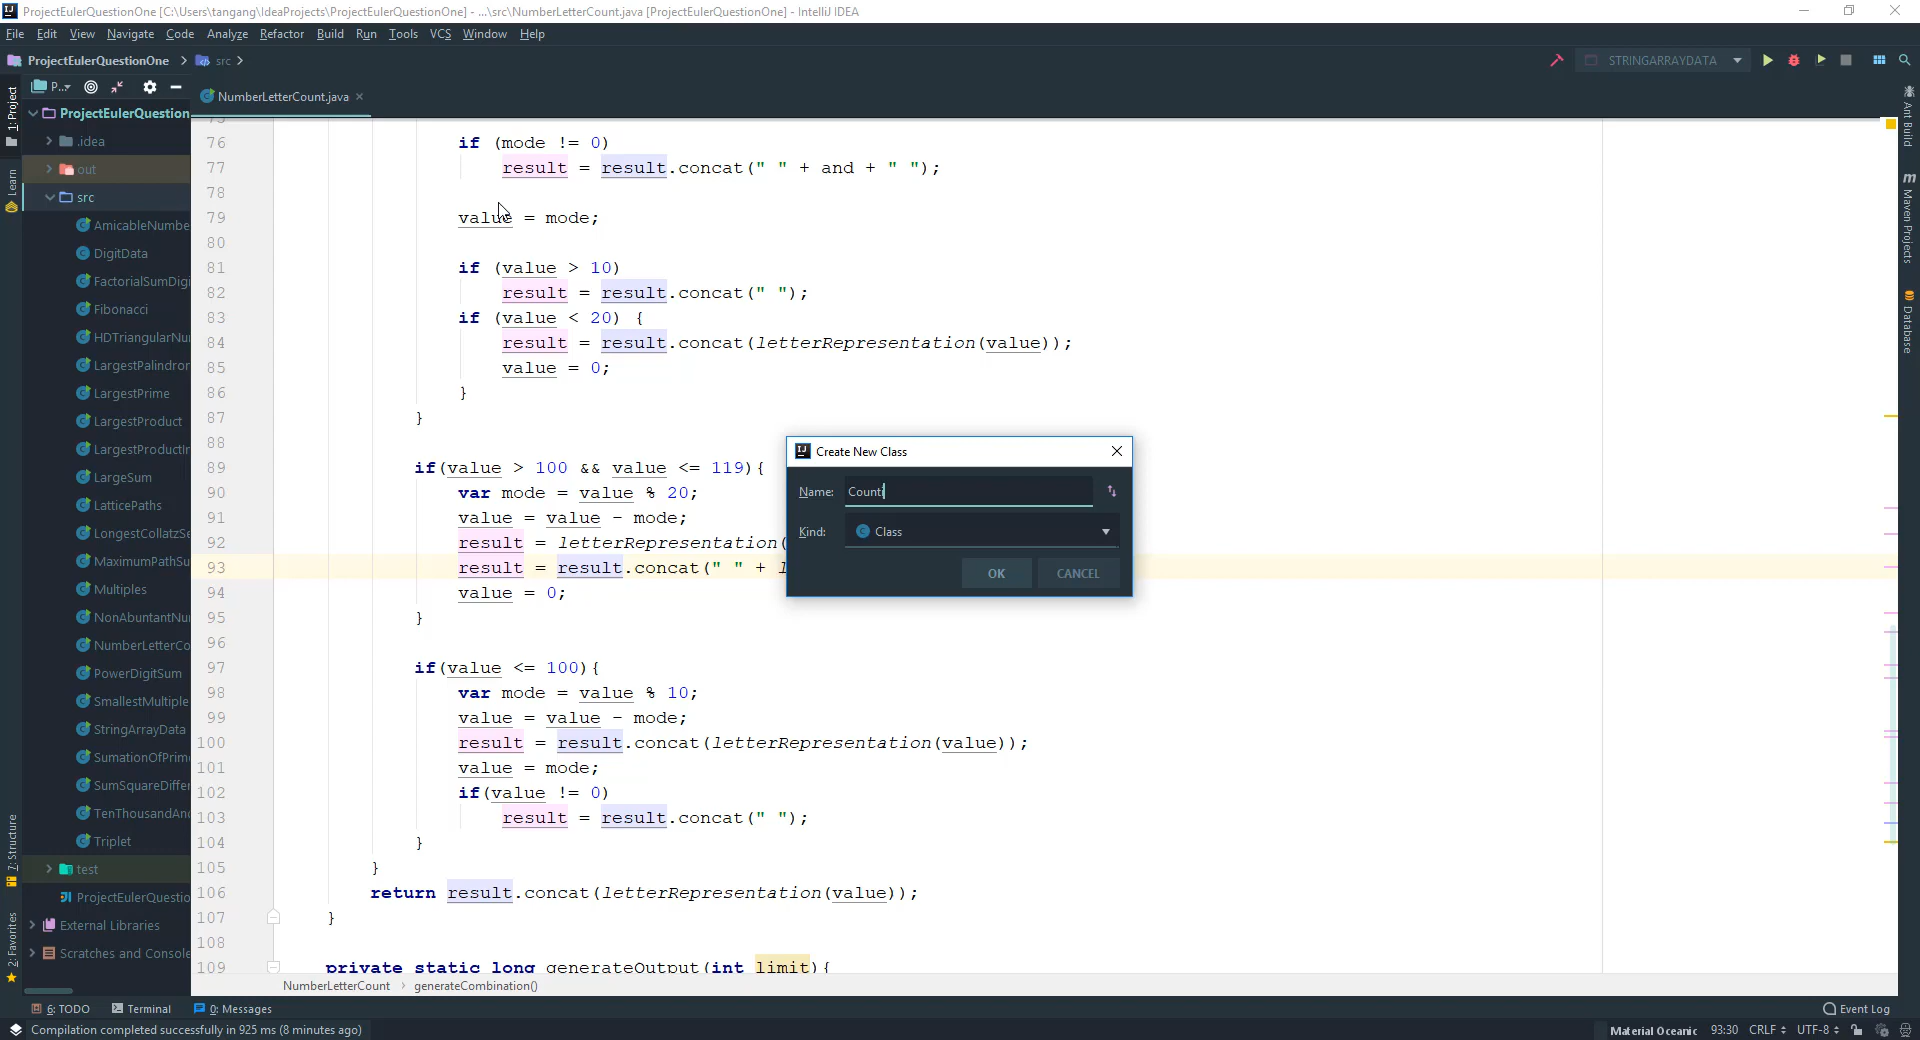 ProjectEulerQuestionOne [C:\Users\tangang\IdeaProjects\ProjectEulerQuestionOne] - ...\src\NumberLetterCount.java [ProjectEulerQuestionOne] - IntelliJ IDEA
File Edit View Navigate Code Analyze Refactor Build Run Tools VCS Window Help
ProjectEulerQuestionOne src STRINGARRAYDATA
P... NumberLetterCount.java
1: Project
Learn
7: Structure
2: Favorites
ProjectEulerQuestion
.idea
out
src
AmicableNumbe
DigitData
FactorialSumDigi
Fibonacci
HDTriangularNu
LargestPalindror
LargestPrime
LargestProduct
LargestProductIr
LargeSum
LatticePaths
LongestCollatzSe
MaximumPathSu
Multiples
NonAbuntantNu
NumberLetterCo
PowerDigitSum
SmallestMultiple
StringArrayData
SumationOfPrim
SumSquareDiffer
TenThousandAn
Triplet
test
ProjectEulerQuestio
External Libraries
Scratches and Console
75
76 if (mode != 0)
77 result = result.concat(" " + and + " ");
78
79 value = mode;
80
81 if (value > 10)
82 result = result.concat(" ");
83 if (value < 20) {
84 result = result.concat(letterRepresentation(value));
85 value = 0;
86 }
87 }
88
89 if(value > 100 && value <= 119){
90 var mode = value % 20;
91 value = value - mode;
92 result = letterRepresentation(
93 result = result.concat(" " + l
94 value = 0;
95 }
96
97 if(value <= 100){
98 var mode = value % 10;
99 value = value - mode;
100 result = result.concat(letterRepresentation(value));
101 value = mode;
102 if(value != 0)
103 result = result.concat(" ");
104 }
105 }
106 return result.concat(letterRepresentation(value));
107 }
108
109 private static long generateOutput(int limit){
Create New Class
Name: Counti
Kind: Class
OK CANCEL
Ant Build
Maven Projects
Database
NumberLetterCount › generateCombination()
6: TODO Terminal 0: Messages Event Log
Compilation completed successfully in 925 ms (8 minutes ago) Material Oceanic 93:30 CRLF UTF-8